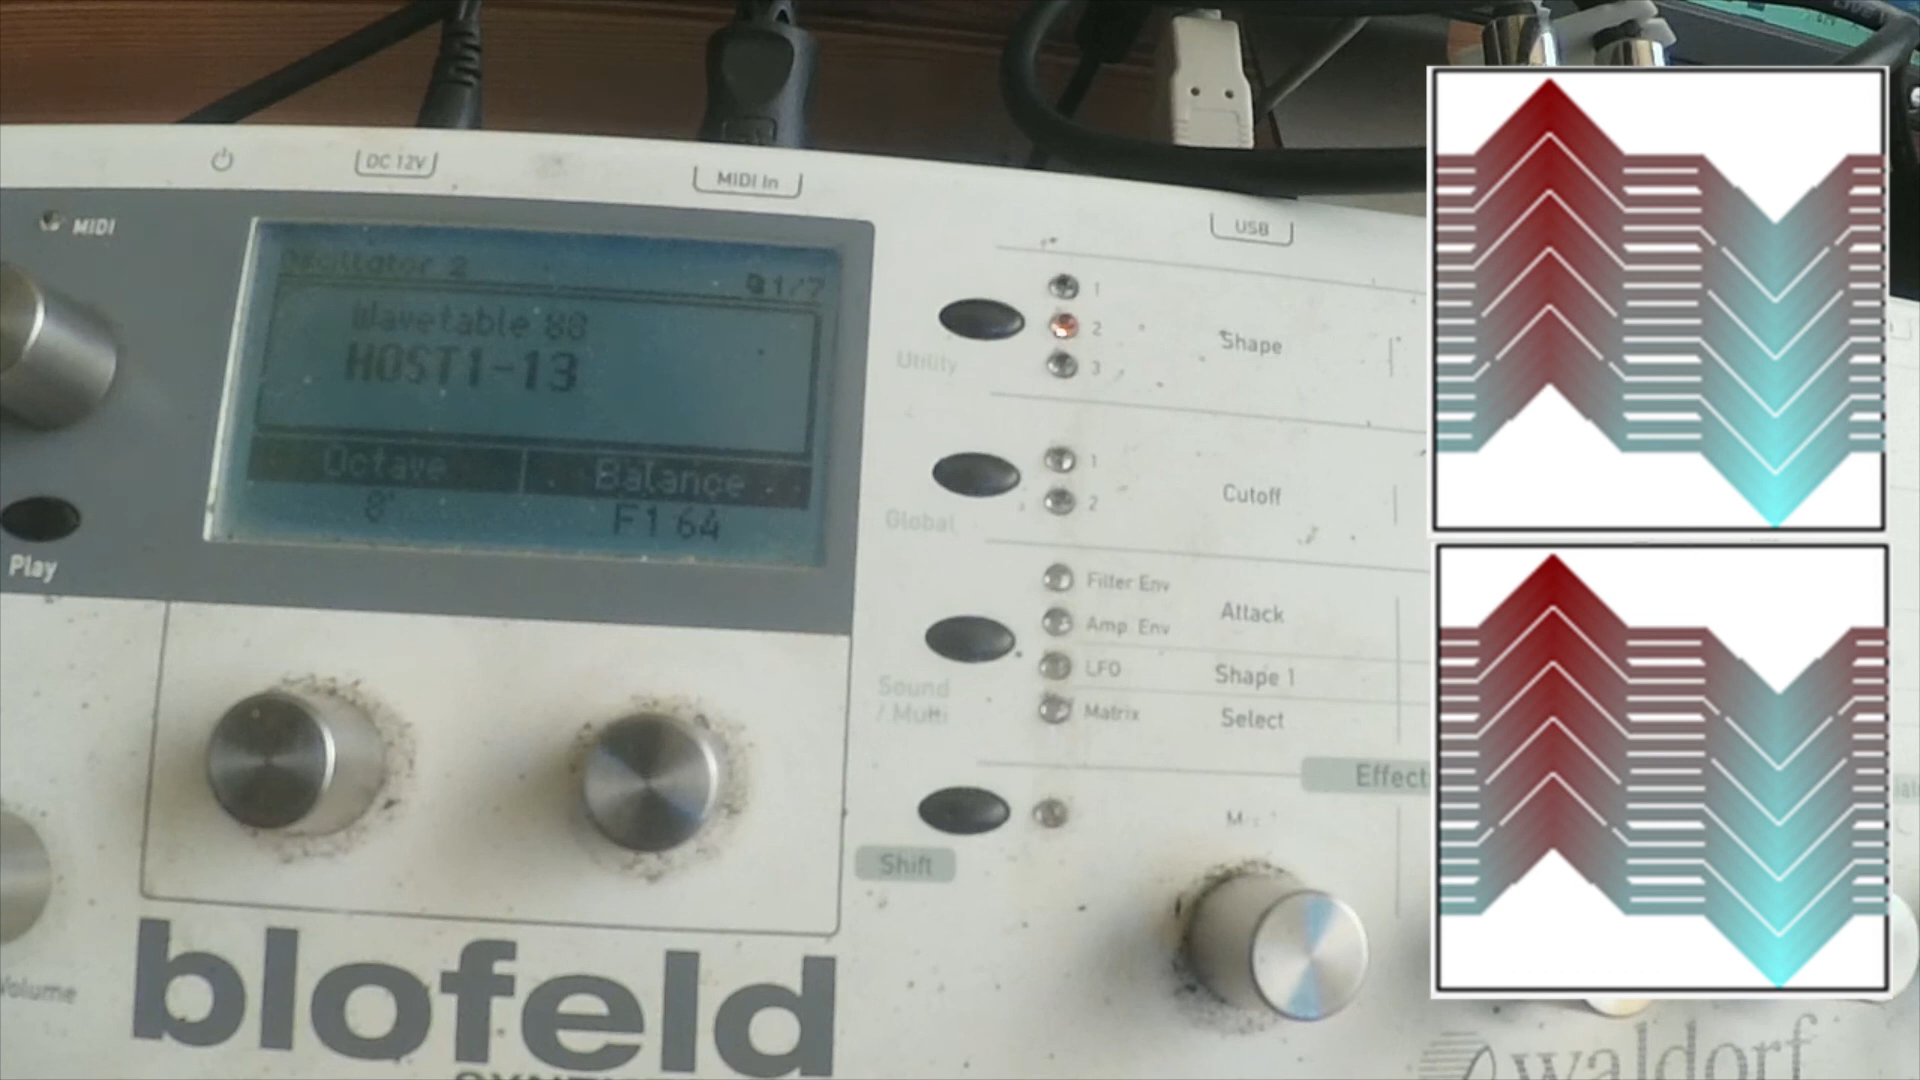 DC 12V
MIDI In
USB
MIDI
Oscillator 2
1/7
Wavetable 88
HOST1-13
Octave
Balance
8'
F1 64
Play
1
2
3
Shape
Utility
1
2
Cutoff
Global
Filter Env
Amp Env
Attack
LFO
Shape 1
Sound
/ Multi
Matrix
Select
Effect
Shift
Volume
blofeld
waldorf